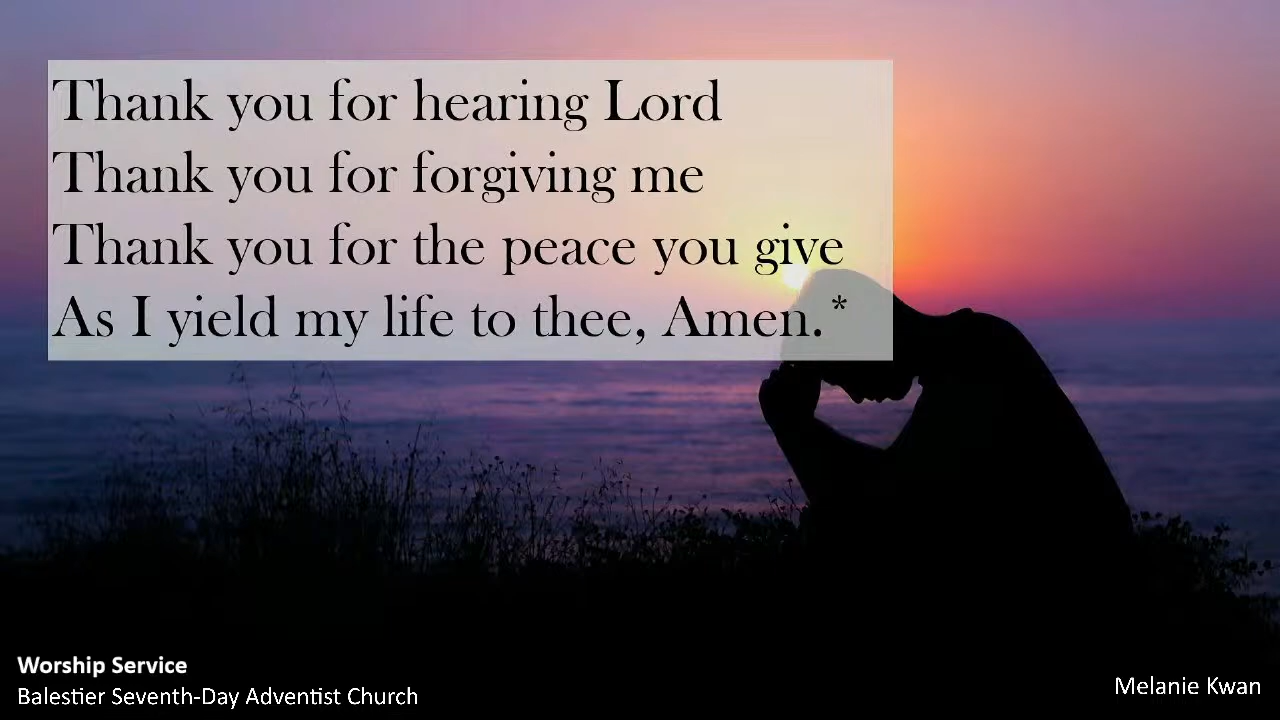 Thank you for hearing Lord
Thank you for forgiving me
Thank you for the peace you give
As I yield my life to thee, Amen.*
Worship Service
Balestier Seventh-Day Adventist Church
Melanie Kwan